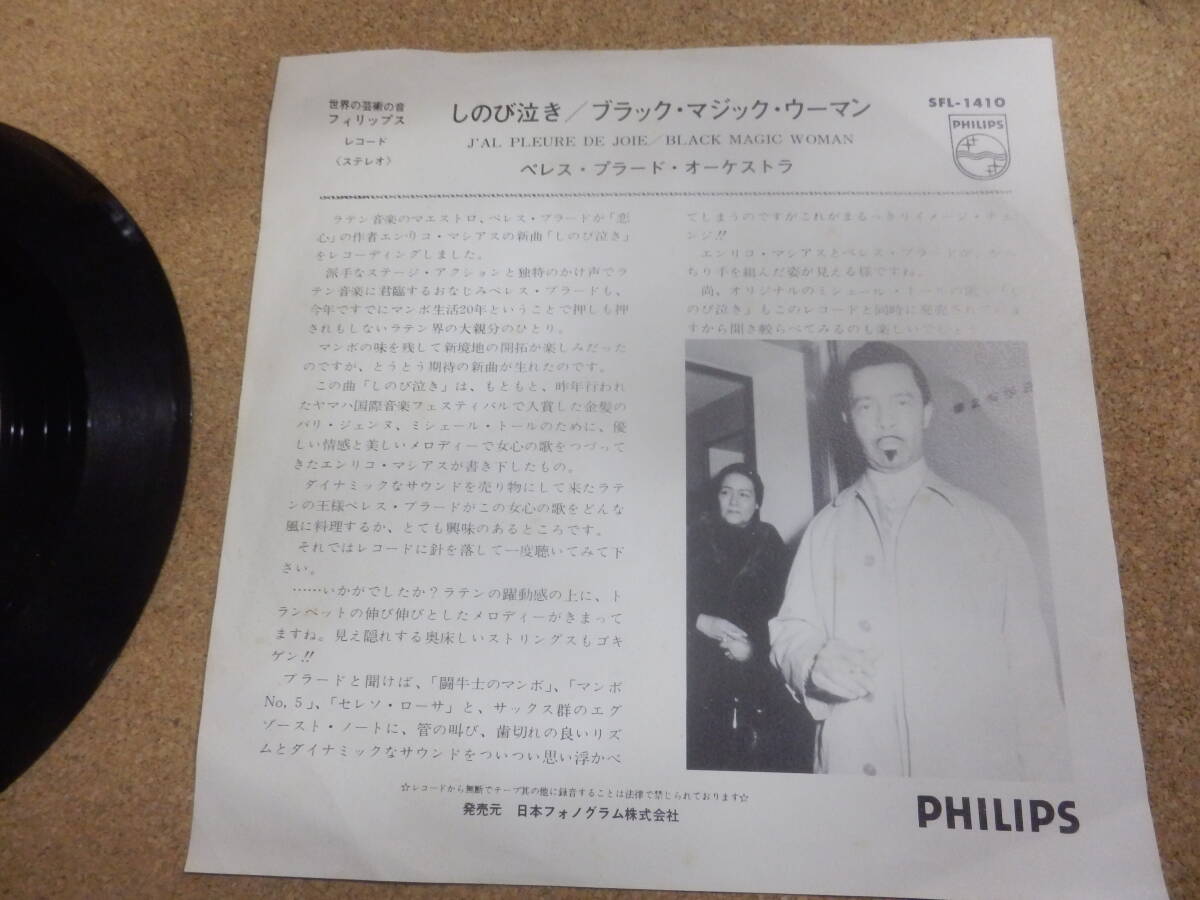 世界の芸術の音
フィリップス
レコード
〈ステレオ〉
しのび泣き／ブラック・マジック・ウーマン
J'AL PLEURE DE JOIE／BLACK MAGIC WOMAN
ペレス・プラード・オーケストラ
SFL-1410
PHILIPS
ラテン音楽のマエストロ、ペレス・プラードが「恋
心」の作者エンリコ・マシアスの新曲「しのび泣き」
をレコーディングしました。
派手なステージ・アクションと独特のかけ声でラ
テン音楽に君臨するおなじみペレス・プラードも、
今年ですでにマンボ生活20年ということで押しも押
されもしないラテン界の大親分のひとり。
マンボの味を残して新境地の開拓が楽しみだった
のですが、とうとう期待の新曲が生れたのです。
この曲「しのび泣き」は、もともと、昨年行われ
たヤマハ国際音楽フェスティバルで入賞した金髪の
パリ・ジェンヌ、ミシェール・トールのために、優
しい情感と美しいメロディーで女心の歌をつづって
きたエンリコ・マシアスが書き下したもの。
ダイナミックなサウンドを売り物にして来たラテ
ンの王様ペレス・プラードがこの女心の歌をどんな
風に料理するか、とても興味のあるところです。
それではレコードに針を落して一度聴いてみて下
さい。
……いかがでしたか？ラテンの躍動感の上に、ト
ランペットの伸び伸びとしたメロディーがきまって
ますね。見え隠れする奥床しいストリングスもゴキ
ゲン!!
プラードと聞けば、「闘牛士のマンボ」、「マンボ
No, 5」、「セレソ・ローサ」と、サックス群のエグ
ゾースト・ノートに、管の叫び、歯切れの良いリズ
ムとダイナミックなサウンドをついつい思い浮かべ
てしまうのですがこれがまるっきりイメージ・チェ
ンジ!!
エンリコ・マシアスとペレス・プラードが、がっ
ちり手を組んだ姿が見える様ですね。
尚、オリジナルのミシェール・トールの歌
のび泣き」もこのレコードと同時に発売されて
すから聞き較らべてみるのも楽しいでしょう。
☆レコードから無断でテープ其の他に録音することは法律で禁じられております☆
発売元 日本フォノグラム株式会社
PHILIPS